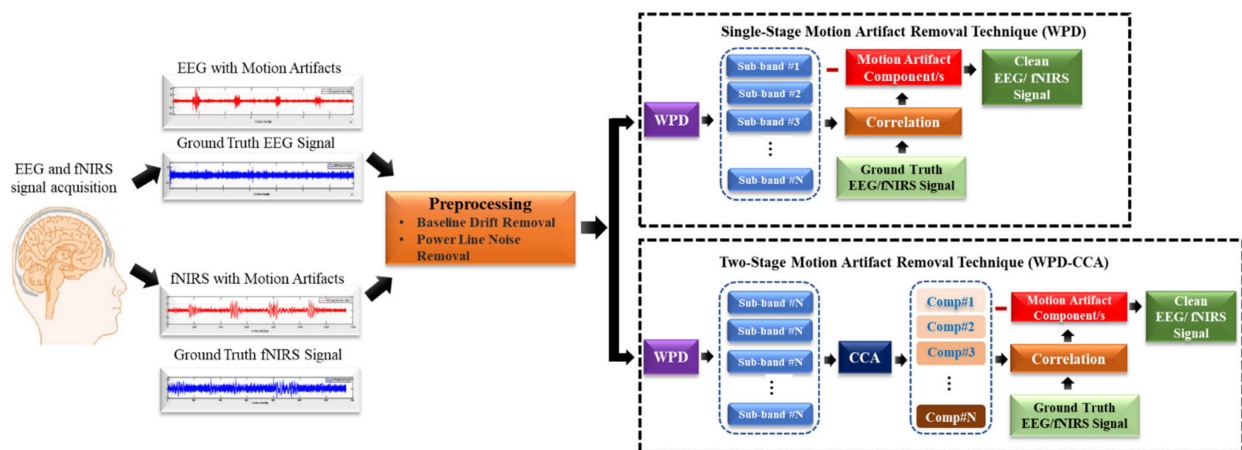 EEG and fNIRS
signal acquisition
EEG with Motion Artifacts
Ground Truth EEG Signal
fNIRS with Motion Artifacts
Ground Truth fNIRS Signal
Preprocessing
• Baseline Drift Removal
• Power Line Noise
Removal
Single-Stage Motion Artifact Removal Technique (WPD)
WPD
Sub-band #1
Sub-band #2
Sub-band #3
⋮
Sub-band #N
Motion Artifact
Component/s
Correlation
Ground Truth
EEG/fNIRS Signal
Clean
EEG/ fNIRS
Signal
Two-Stage Motion Artifact Removal Technique (WPD-CCA)
WPD
Sub-band #N
Sub-band #N
Sub-band #N
⋮
Sub-band #N
CCA
Comp#1
Comp#2
Comp#3
⋮
Comp#N
Motion Artifact
Component/s
Correlation
Ground Truth
EEG/fNIRS Signal
Clean
EEG/ fNIRS
Signal